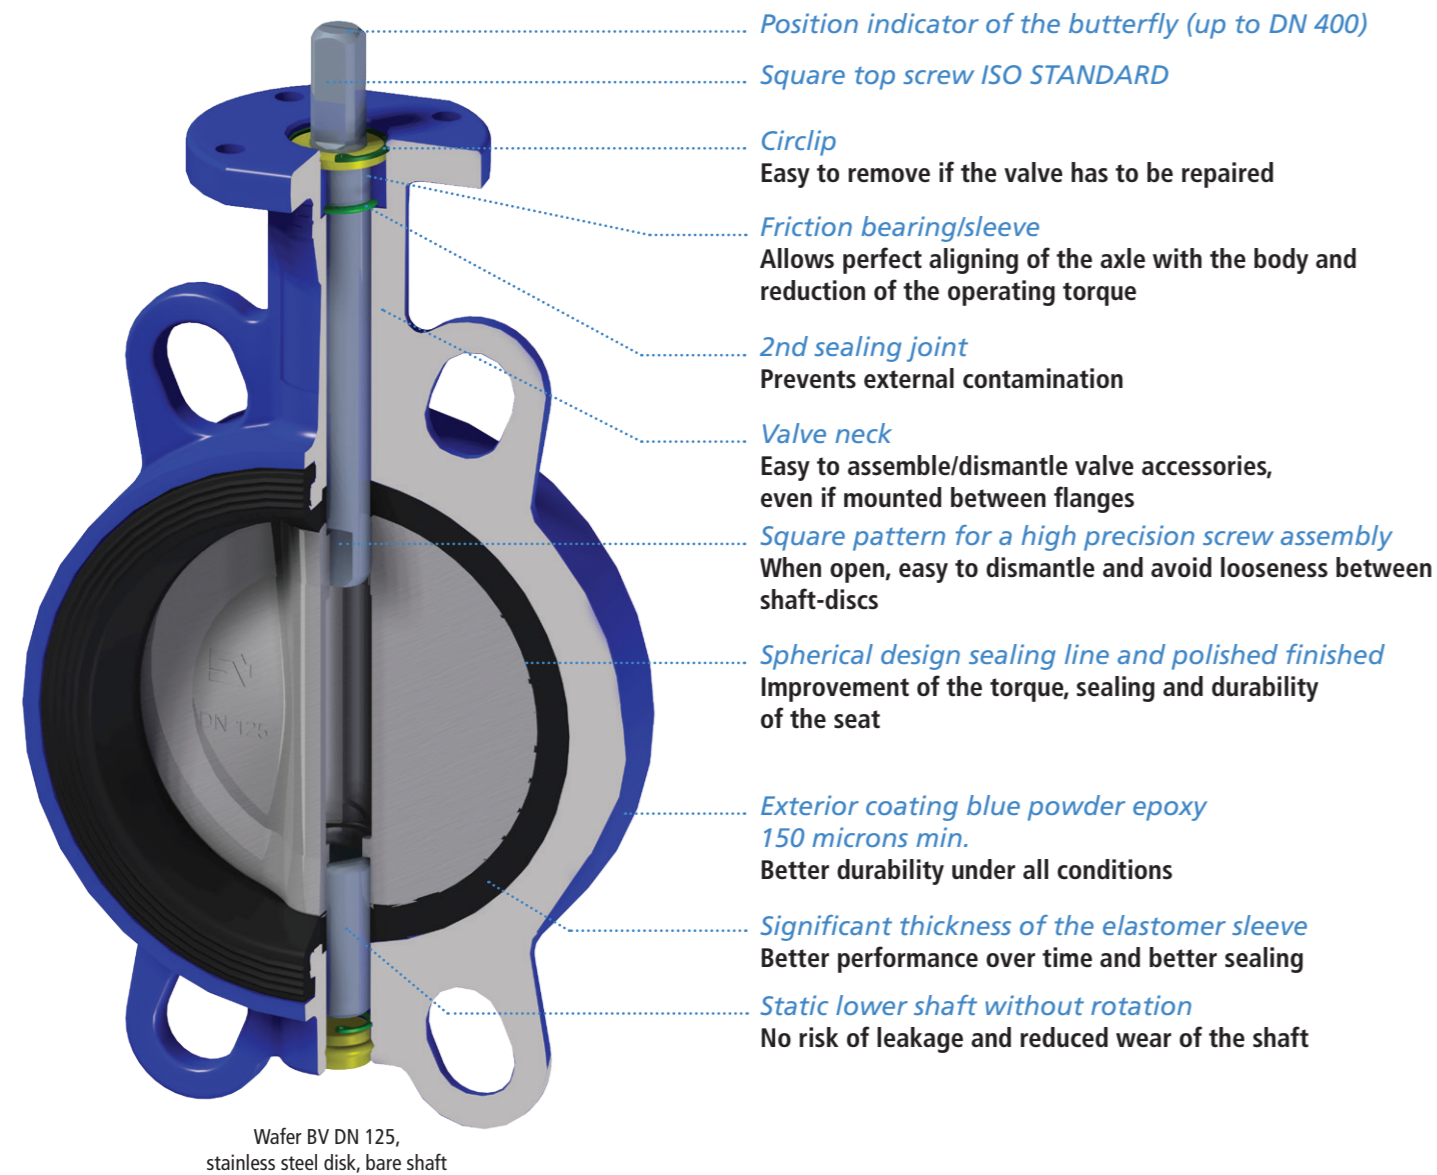 Position indicator of the butterfly (up to DN 400)
Square top screw ISO STANDARD
Circlip
Easy to remove if the valve has to be repaired
Friction bearing/sleeve
Allows perfect aligning of the axle with the body and
reduction of the operating torque
2nd sealing joint
Prevents external contamination
Valve neck
Easy to assemble/dismantle valve accessories,
even if mounted between flanges
Square pattern for a high precision screw assembly
When open, easy to dismantle and avoid looseness between
shaft-discs
Spherical design sealing line and polished finished
Improvement of the torque, sealing and durability
of the seat
DN 125
Exterior coating blue powder epoxy
150 microns min.
Better durability under all conditions
Significant thickness of the elastomer sleeve
Better performance over time and better sealing
Static lower shaft without rotation
No risk of leakage and reduced wear of the shaft
Wafer BV DN 125,
stainless steel disk, bare shaft